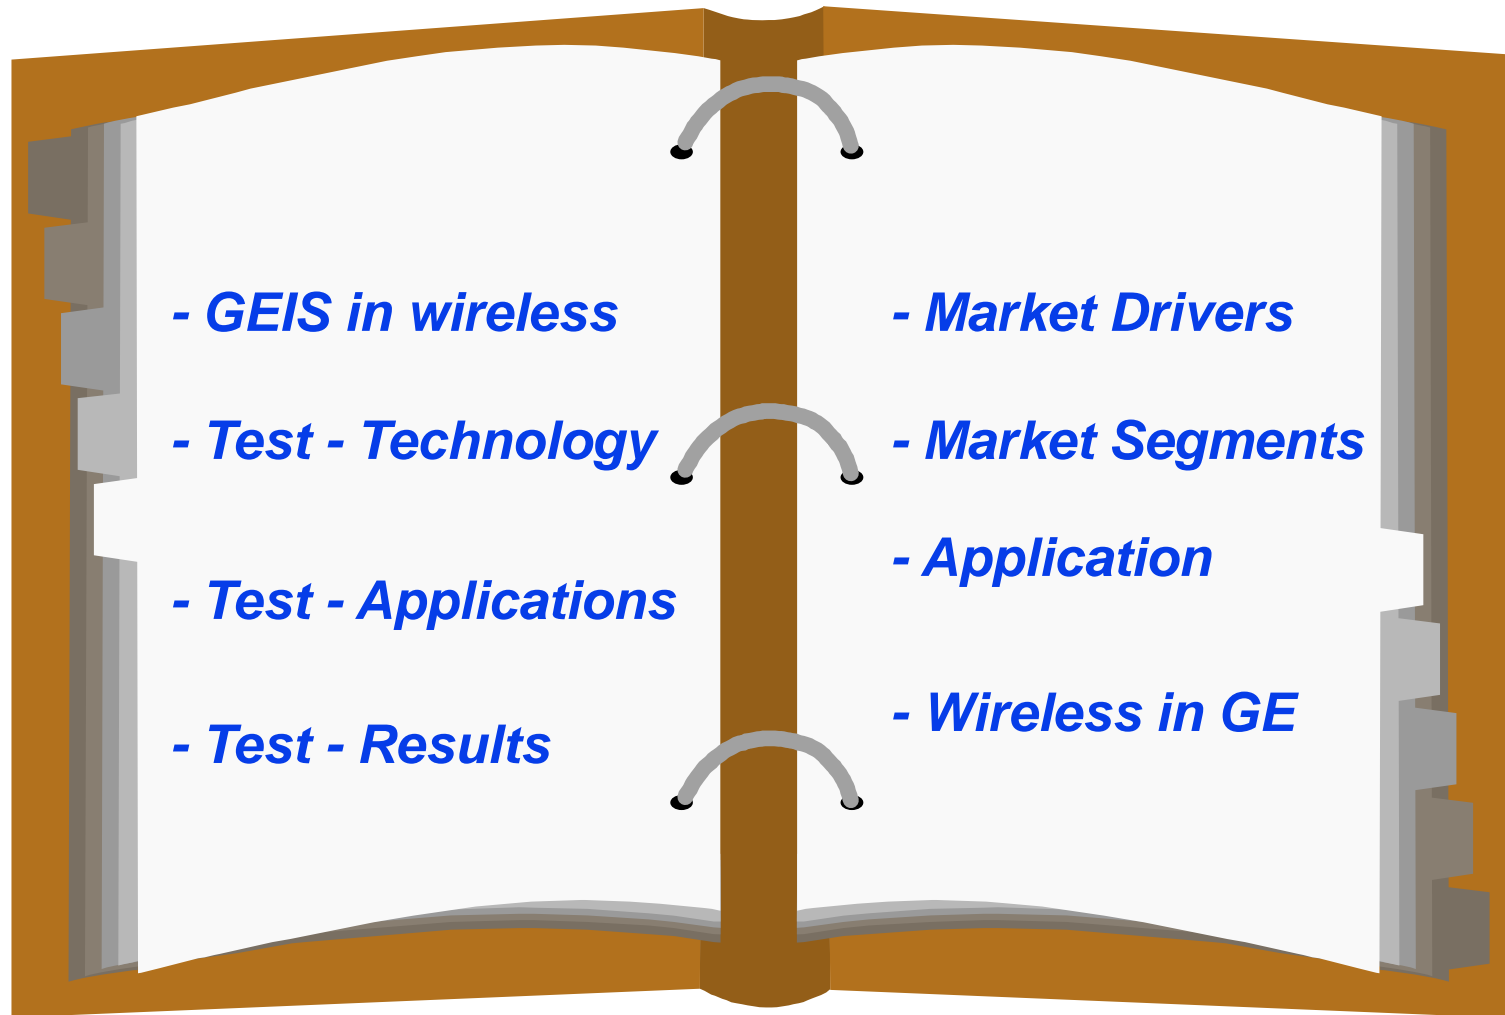 - GEIS in wireless
- Test - Technology
- Test - Applications
- Test - Results
- Market Drivers
- Market Segments
- Application
- Wireless in GE